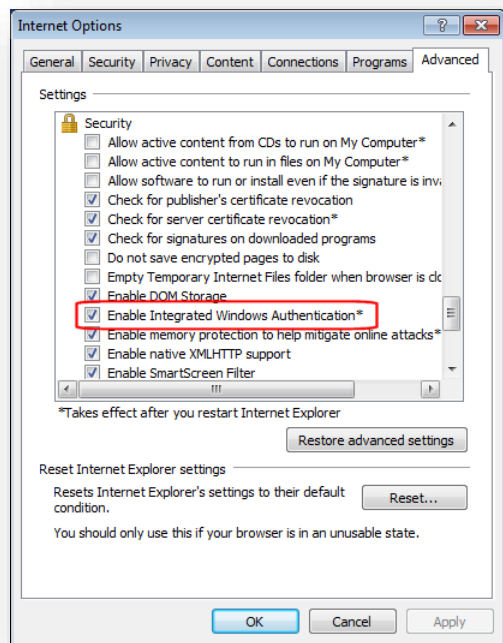 Internet Options
General Security Privacy Content Connections Programs Advanced
Settings
Security
Allow active content from CDs to run on My Computer*
Allow active content to run in files on My Computer*
Allow software to run or install even if the signature is
Check for publisher's certificate revocation
Check for server certificate revocation*
Check for signatures on downloaded programs
Do not save encrypted pages to disk
Empty Temporary Internet Files folder when browser is
Enable DOM Storage
Enable Integrated Windows Authentication*
Enable memory protection to help mitigate online attacks*
Enable native XMLHTTP support
Enable SmartScreen Filter
*Takes effect after you restart Internet Explorer
Restore advanced settings
Reset Internet Explorer settings
Resets Internet Explorer's settings to their default
condition.
Reset...
You should only use this if your browser is in an unusable state.
OK Cancel Apply